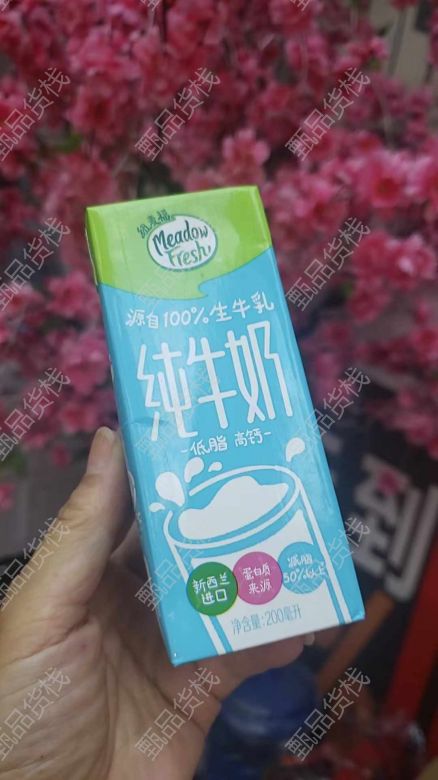 纽麦福
Meadow
Fresh
源自100%生牛乳
纯牛奶
-低脂 高钙-
新西兰
进口
蛋白质
来源
减脂
50%以上
净含量:200毫升
到
甄品货栈